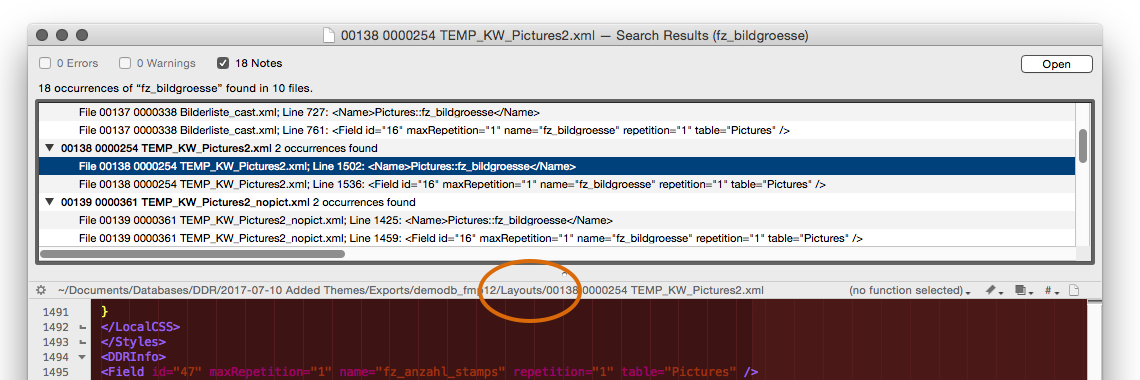 00138 0000254 TEMP_KW_Pictures2.xml — Search Results (fz_bildgroesse)
0 Errors 0 Warnings 18 Notes Open
18 occurrences of “fz_bildgroesse” found in 10 files.
File 00137 0000338 Bilderliste_cast.xml; Line 727: <Name>Pictures::fz_bildgroesse</Name>
File 00137 0000338 Bilderliste_cast.xml; Line 761: <Field id="16" maxRepetition="1" name="fz_bildgroesse" repetition="1" table="Pictures" />
00138 0000254 TEMP_KW_Pictures2.xml 2 occurrences found
File 00138 0000254 TEMP_KW_Pictures2.xml; Line 1502: <Name>Pictures::fz_bildgroesse</Name>
File 00138 0000254 TEMP_KW_Pictures2.xml; Line 1536: <Field id="16" maxRepetition="1" name="fz_bildgroesse" repetition="1" table="Pictures" />
00139 0000361 TEMP_KW_Pictures2_nopict.xml 2 occurrences found
File 00139 0000361 TEMP_KW_Pictures2_nopict.xml; Line 1425: <Name>Pictures::fz_bildgroesse</Name>
File 00139 0000361 TEMP_KW_Pictures2_nopict.xml; Line 1459: <Field id="16" maxRepetition="1" name="fz_bildgroesse" repetition="1" table="Pictures" />
~/Documents/Databases/DDR/2017-07-10 Added Themes/Exports/demodb_fmp12/Layouts/00138 0000254 TEMP_KW_Pictures2.xml (no function selected) #
1491 }
1492 </LocalCSS>
1493 </Styles>
1494 <DDRInfo>
1495 <Field id="47" maxRepetition="1" name="fz_anzahl_stamps" repetition="1" table="Pictures" />